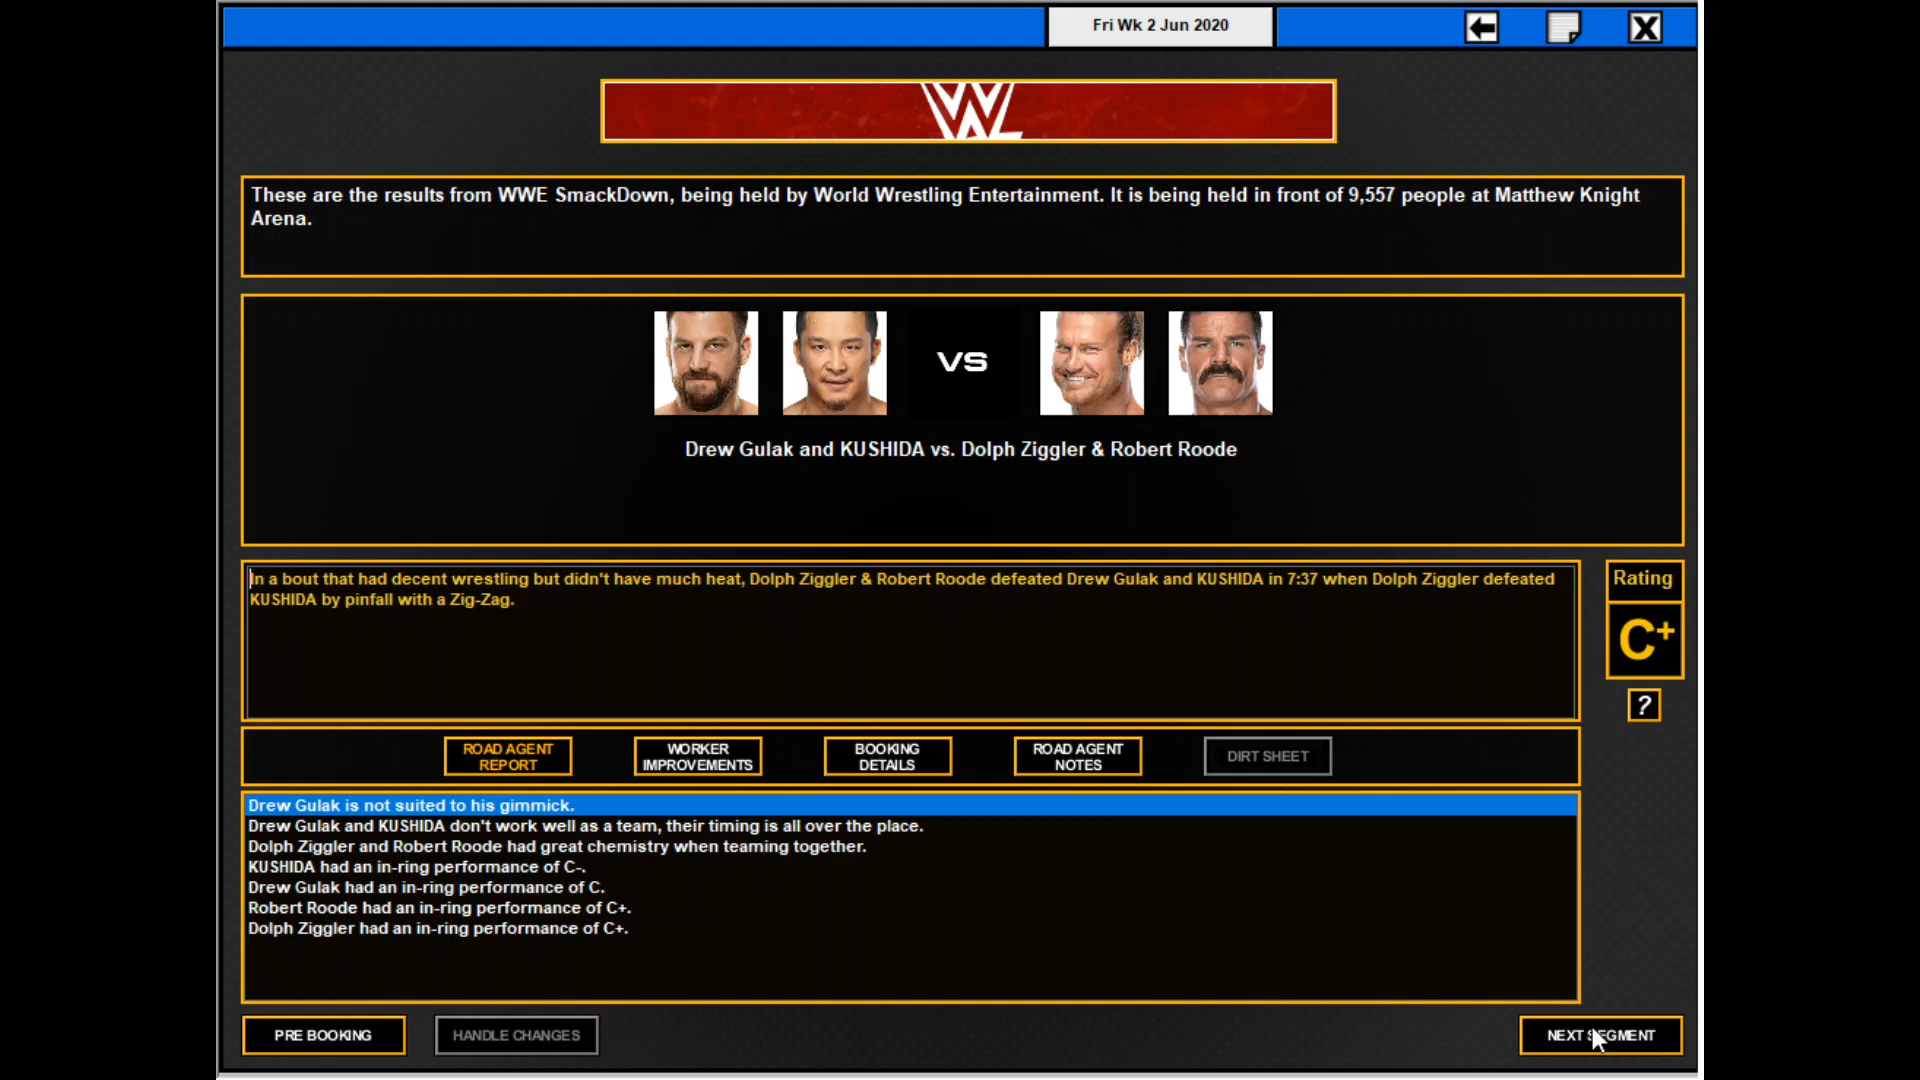 Fri Wk 2 Jun 2020
These are the results from WWE SmackDown, being held by World Wrestling Entertainment. It is being held in front of 9,557 people at Matthew Knight
Arena.
VS
Drew Gulak and KUSHIDA vs. Dolph Ziggler & Robert Roode
In a bout that had decent wrestling but didn't have much heat, Dolph Ziggler & Robert Roode defeated Drew Gulak and KUSHIDA in 7:37 when Dolph Ziggler defeated
KUSHIDA by pinfall with a Zig-Zag.
Rating
C+
?
ROAD AGENT
REPORT
WORKER
IMPROVEMENTS
BOOKING
DETAILS
ROAD AGENT
NOTES
DIRT SHEET
Drew Gulak is not suited to his gimmick.
Drew Gulak and KUSHIDA don't work well as a team, their timing is all over the place.
Dolph Ziggler and Robert Roode had great chemistry when teaming together.
KUSHIDA had an in-ring performance of C-.
Drew Gulak had an in-ring performance of C.
Robert Roode had an in-ring performance of C+.
Dolph Ziggler had an in-ring performance of C+.
PRE BOOKING
HANDLE CHANGES
NEXT SEGMENT